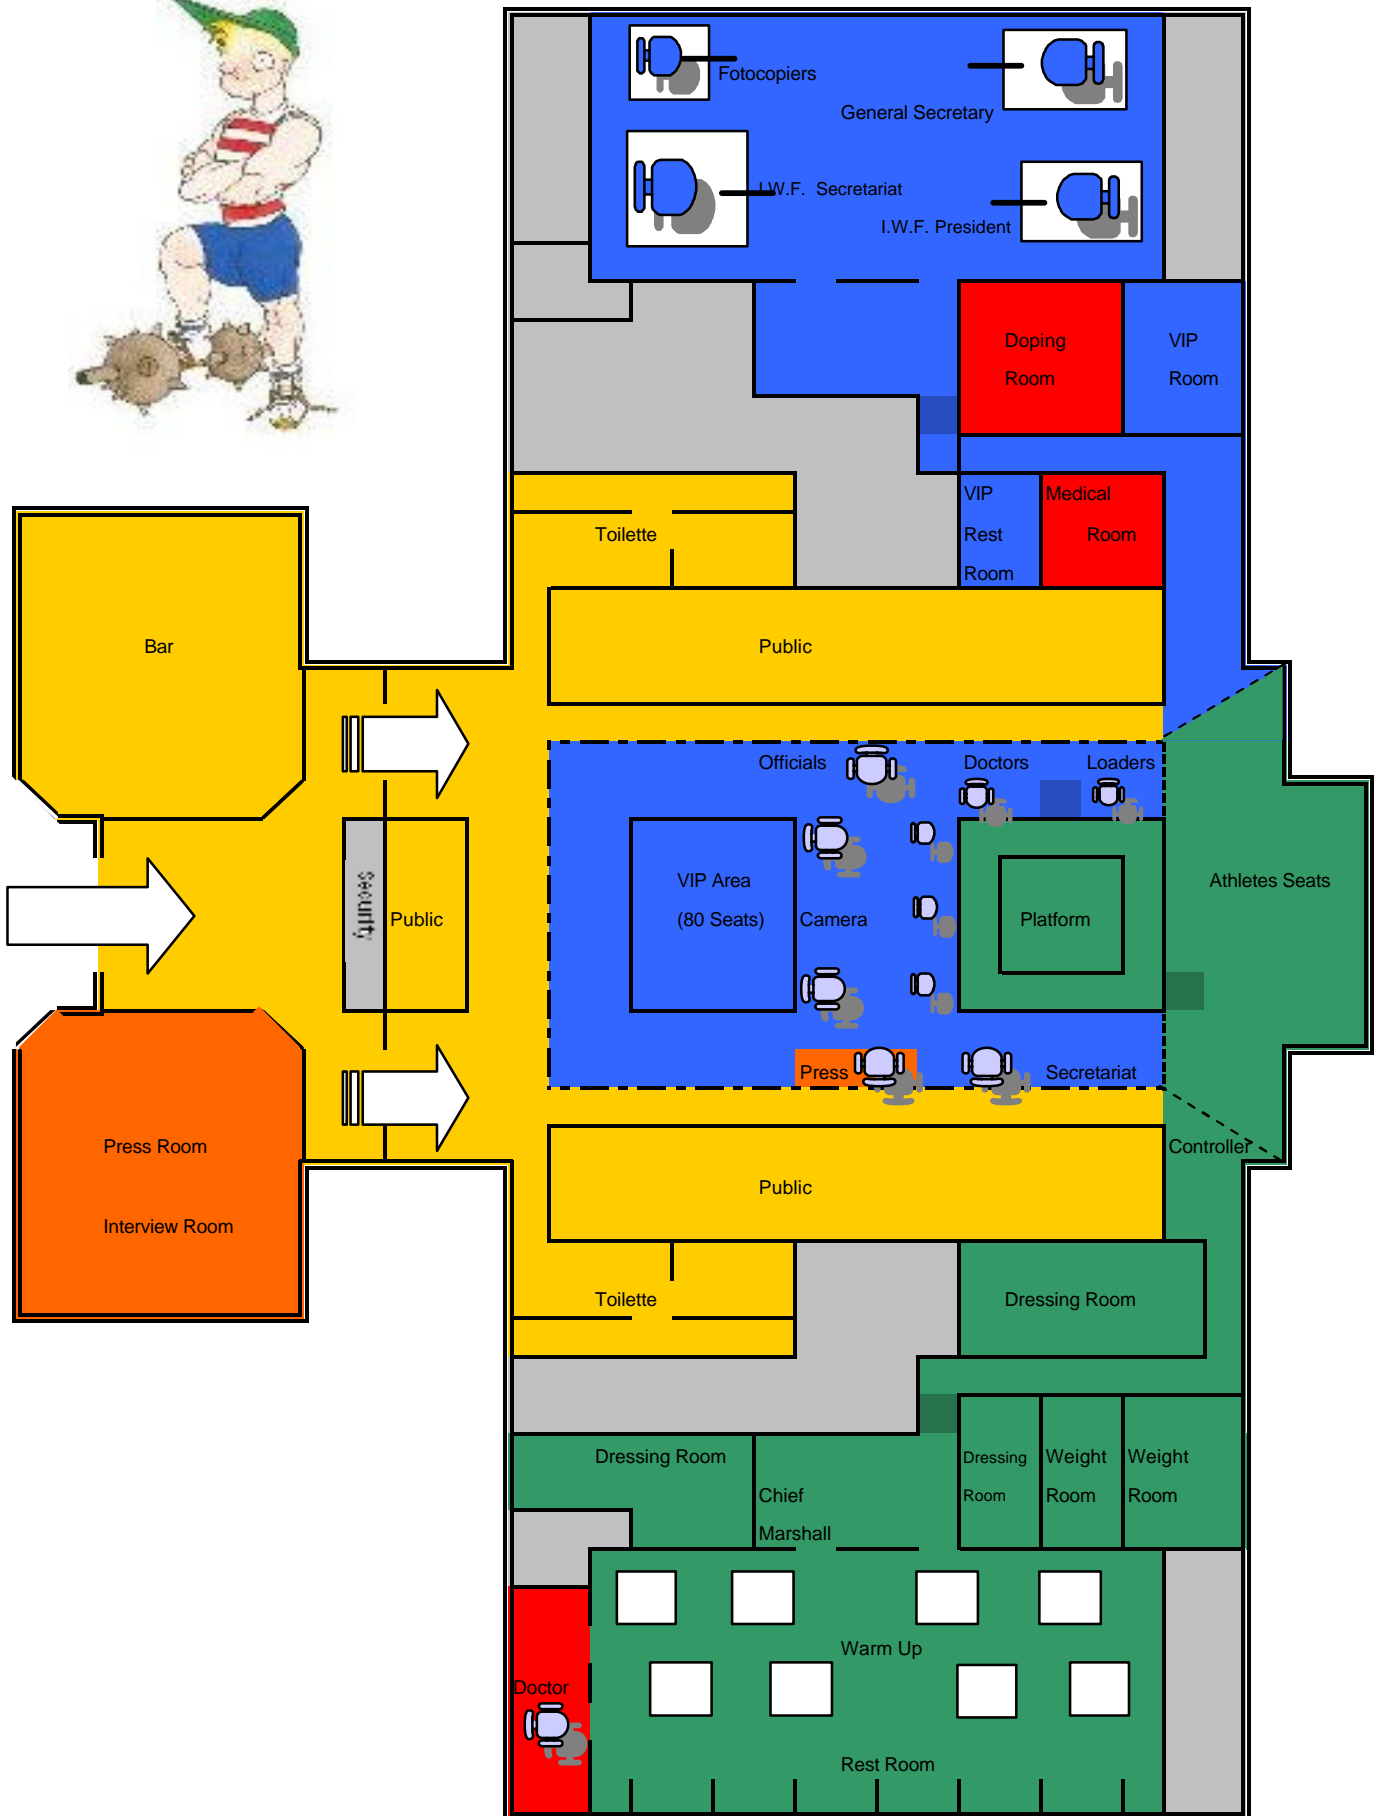 Fotocopiers
General Secretary
I.W.F. Secretariat
I.W.F. President
Doping
Room
VIP
Room
VIP
Rest
Room
Medical
Room
Toilette
Bar
Public
Officials
Doctors
Loaders
VIP Area
(80 Seats)
Camera
Platform
Athletes Seats
Security
Public
Press
Secretariat
Controller
Press Room
Interview Room
Public
Toilette
Dressing Room
Dressing Room
Chief
Marshall
Dressing
Room
Weight
Room
Weight
Room
Warm Up
Doctor
Rest Room